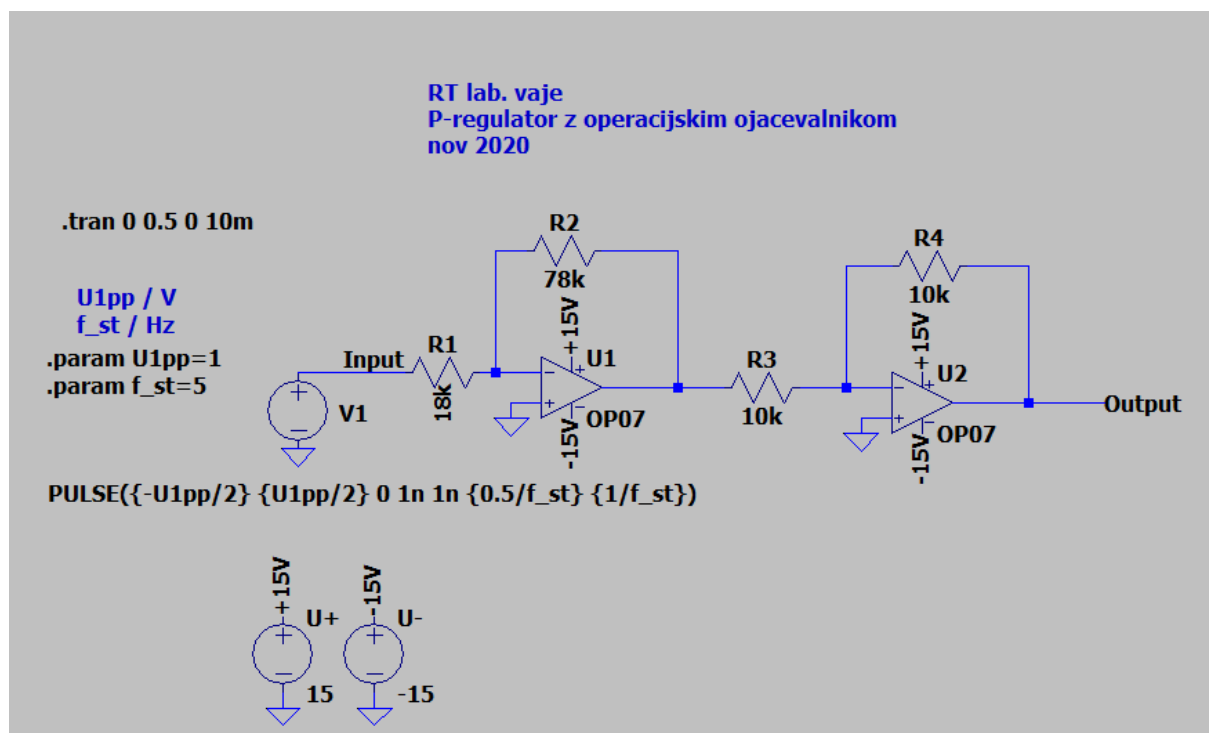 RT lab. vaje
P-regulator z operacijskim ojacevalnikom
nov 2020
.tran 0 0.5 0 10m
U1pp / V
f_st / Hz
.param U1pp=1
.param f_st=5
V1
Input
R1
18k
R2
78k
+15V
U1
OP07
-15V
R3
10k
R4
10k
+15V
U2
OP07
-15V
Output
PULSE({-U1pp/2} {U1pp/2} 0 1n 1n {0.5/f_st} {1/f_st})
+15V
U+
15
-15V
U-
-15